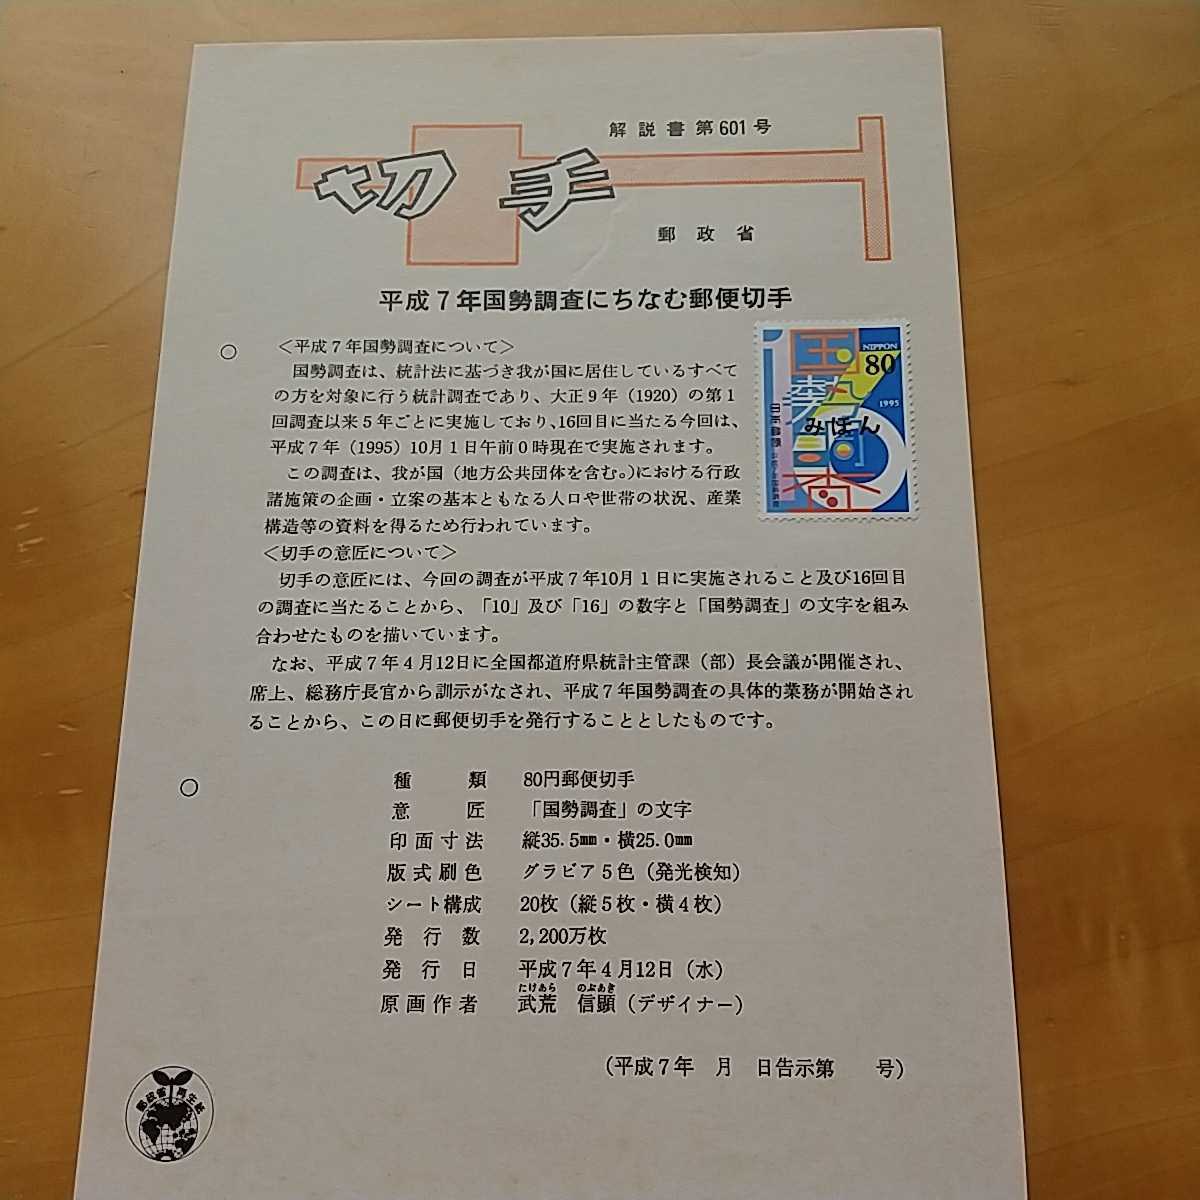 解説書第601号
切手
郵政省
平成7年国勢調査にちなむ郵便切手
＜平成7年国勢調査について＞
国勢調査は、統計法に基づき我が国に居住しているすべて
の方を対象に行う統計調査であり、大正9年（1920）の第1
回調査以来5年ごとに実施しており、16回目に当たる今回は、
平成7年（1995）10月1日午前0時現在で実施されます。
この調査は、我が国（地方公共団体を含む。）における行政
諸施策の企画・立案の基本ともなる人口や世帯の状況、産業
構造等の資料を得るため行われています。
国勢調査
NIPPON
80
1995
みほん
日本郵便
＜切手の意匠について＞
切手の意匠には、今回の調査が平成7年10月1日に実施されること及び16回目
の調査に当たることから、「10」及び「16」の数字と「国勢調査」の文字を組み
合わせたものを描いています。
なお、平成7年4月12日に全国都道府県統計主管課（部）長会議が開催され、
席上、総務庁長官から訓示がなされ、平成7年国勢調査の具体的業務が開始され
ることから、この日に郵便切手を発行することとしたものです。
種類 80円郵便切手
意匠 「国勢調査」の文字
印面寸法 縦35.5㎜・横25.0㎜
版式刷色 グラビア5色（発光検知）
シート構成 20枚（縦5枚・横4枚）
発行数 2,200万枚
発行日 平成7年4月12日（水）
たけあら のぶあき
原画作者 武荒 信顕（デザイナー）
（平成7年 月 日告示第 号）
郵政省再生紙